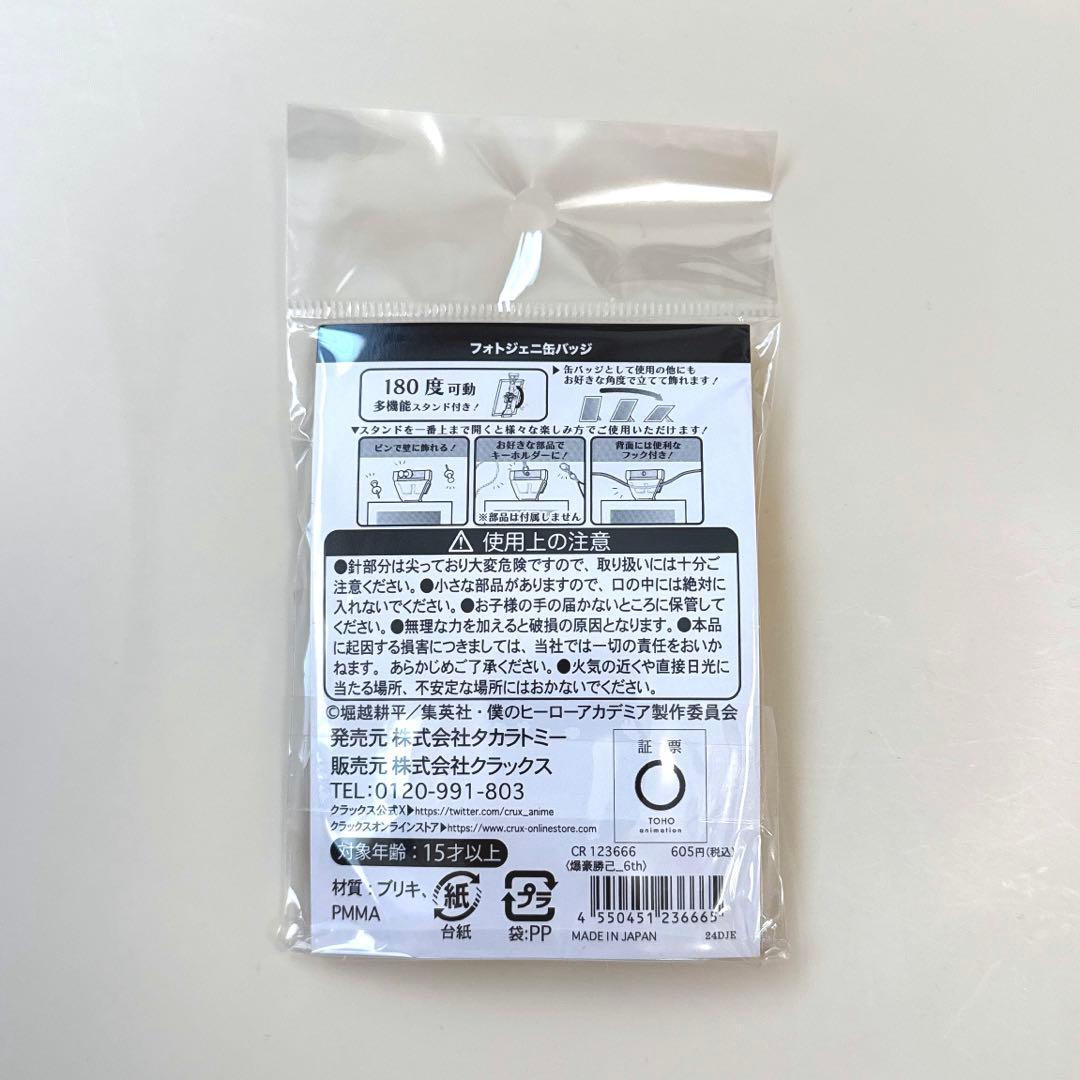 フォトジェニ缶バッジ
180度可動
多機能スタンド付き!
▶缶バッジとして使用の他にも
お好きな角度で立てて飾れます!
▼スタンドを一番上まで開くと様々な楽しみ方でご使用いただけます!
ピンで壁に飾れる!
お好きな部品で
キーホルダーに!
※部品は付属しません
背面には便利な
フック付き!
⚠使用上の注意
●針部分は尖っており大変危険ですので、取り扱いには十分ご
注意ください。●小さな部品がありますので、口の中には絶対に
入れないでください。●お子様の手の届かないところに保管して
ください。●無理な力を加えると破損の原因となります。●本品
に起因する損害につきましては、当社では一切の責任をおいか
ねます。あらかじめご了承ください。●火気の近くや直接日光に
当たる場所、不安定な場所にはおかないでください。
©堀越耕平/集英社・僕のヒーローアカデミア製作委員会
発売元 株式会社タカラトミー
販売元 株式会社クラックス
TEL:0120-991-803
クラックス公式X▶https://twitter.com/crux_anime
クラックスオンラインストア▶https://www.crux-onlinestore.com
証票
TOHO
animation
対象年齢:15才以上
CR 123666 605円(税込)
〈爆豪勝己_6th〉
材質:ブリキ、
PMMA
紙
台紙
プラ
袋:PP
4 550451 236665
MADE IN JAPAN 24DJE